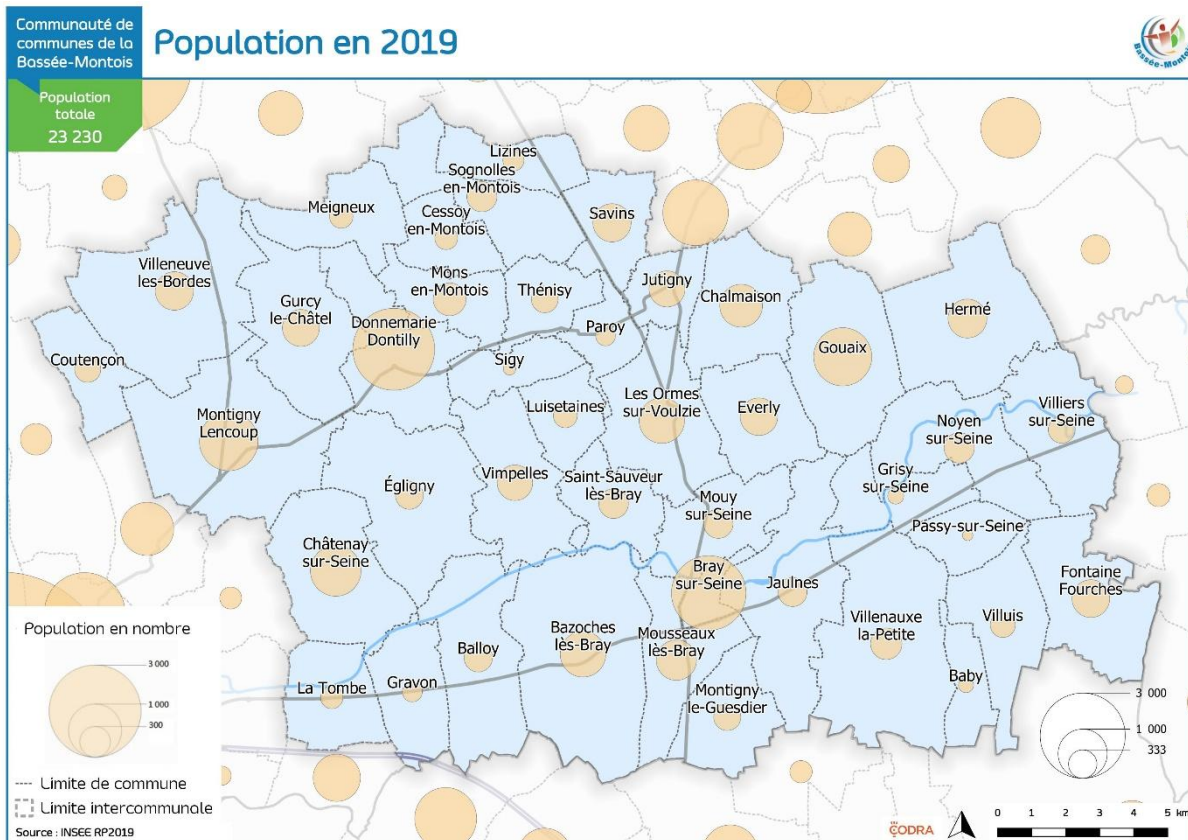 Communauté de
communes de la
Bassée-Montois
Population en 2019
Bassée-Montois
Population
totale
23 230
Lizines
Sognolles
en-Montois
Meigneux
Cessoy
en-Montois
Savins
Villeneuve
les-Bordes
Mons
en-Montois
Thénisy
Jutigny
Chalmaison
Gurcy
le-Châtel
Donnemarie
Dontilly
Paroy
Hermé
Gouaix
Coutençon
Sigy
Luisetaines
Les Ormes
sur-Voulzie
Everly
Villiers
sur-Seine
Noyen
sur-Seine
Montigny
Lencoup
Égligny
Vimpelles
Saint-Sauveur
lès-Bray
Grisy
sur-Seine
Mouy
sur-Seine
Passy-sur-Seine
Châtenay
sur-Seine
Bray
sur-Seine
Jaulnes
Fontaine
Fourches
Villenauxe
la-Petite
Villuis
Bazoches
lès-Bray
Mousseaux
lès-Bray
Balloy
La Tombe
Gravon
Montigny
le-Guesdier
Baby
Population en nombre
3 000
1 000
300
Limite de commune
Limite intercommunale
Source : INSEE RP2019
3 000
1 000
333
CODRA
0 1 2 3 4 5 km